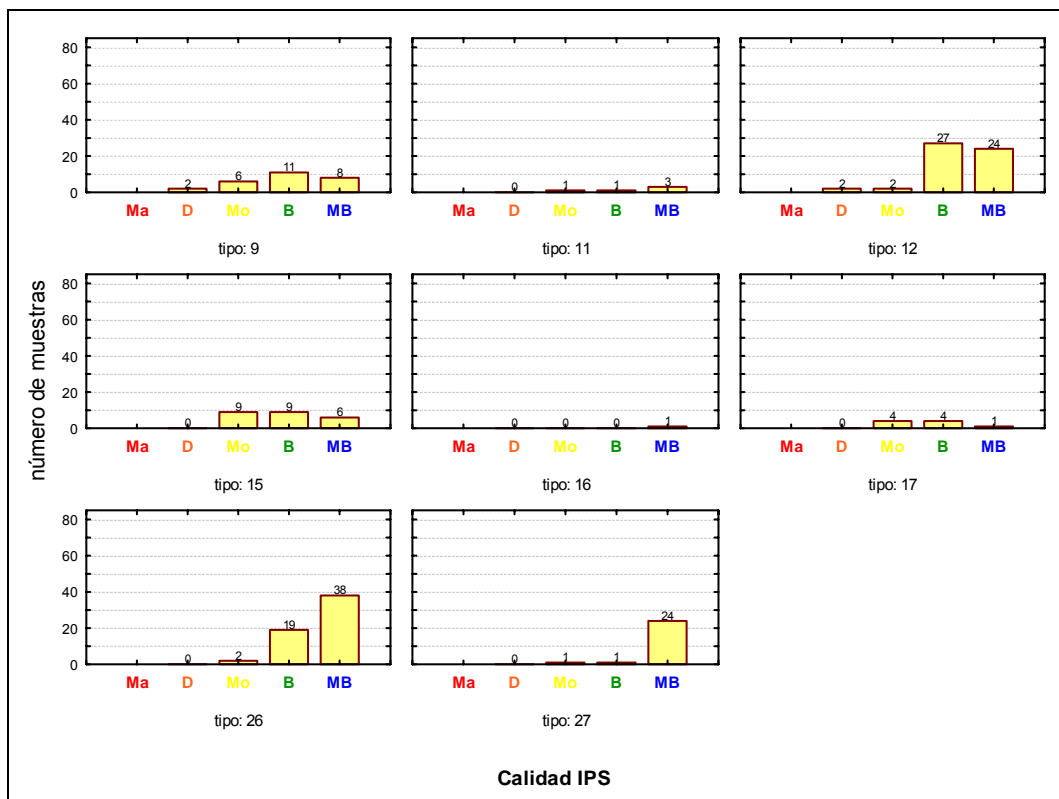 número de muestras
80
60
40
20
0
2
6
11
8
Ma D Mo B MB
tipo: 9
0
1
1
3
Ma D Mo B MB
tipo: 11
2
2
27
24
Ma D Mo B MB
tipo: 12
80
60
40
20
0
0
9
9
6
Ma D Mo B MB
tipo: 15
0
0
0
1
Ma D Mo B MB
tipo: 16
0
4
4
1
Ma D Mo B MB
tipo: 17
80
60
40
20
0
0
2
19
38
Ma D Mo B MB
tipo: 26
0
1
1
24
Ma D Mo B MB
tipo: 27
Calidad IPS